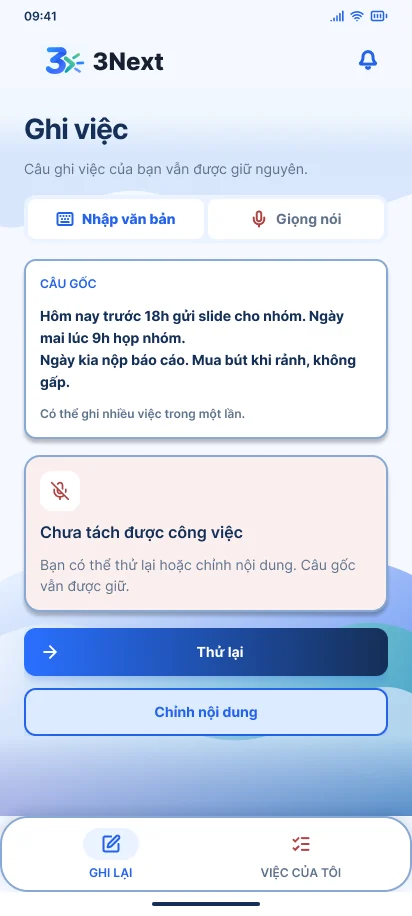 09:41
3Next
Ghi việc
Câu ghi việc của bạn vẫn được giữ nguyên.
Nhập văn bản
Giọng nói
CÂU GỐC
Hôm nay trước 18h gửi slide cho nhóm. Ngày
mai lúc 9h họp nhóm.
Ngày kia nộp báo cáo. Mua bút khi rảnh, không
gấp.
Có thể ghi nhiều việc trong một lần.
Chưa tách được công việc
Bạn có thể thử lại hoặc chỉnh nội dung. Câu gốc
vẫn được giữ.
Thử lại
Chỉnh nội dung
GHI LẠI
VIỆC CỦA TÔI